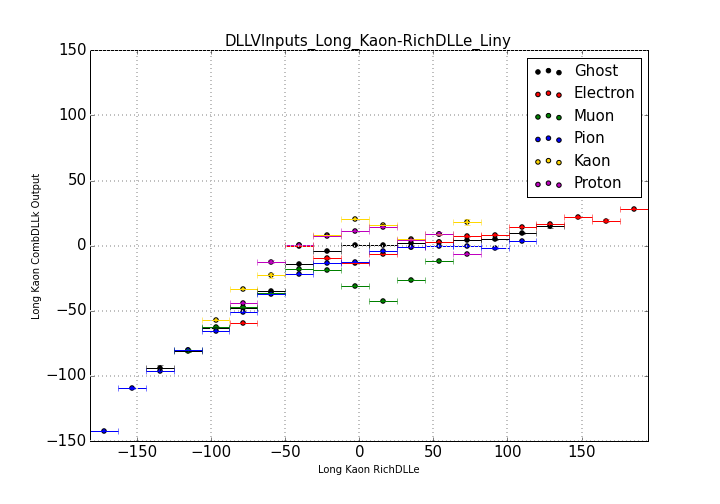 DLLVInputs_Long_Kaon-RichDLLe_Liny
150
100
50
0
−50
−100
−150
Long Kaon CombDLLk Output
Ghost
Electron
Muon
Pion
Kaon
Proton
−150 −100 −50 0 50 100 150
Long Kaon RichDLLe